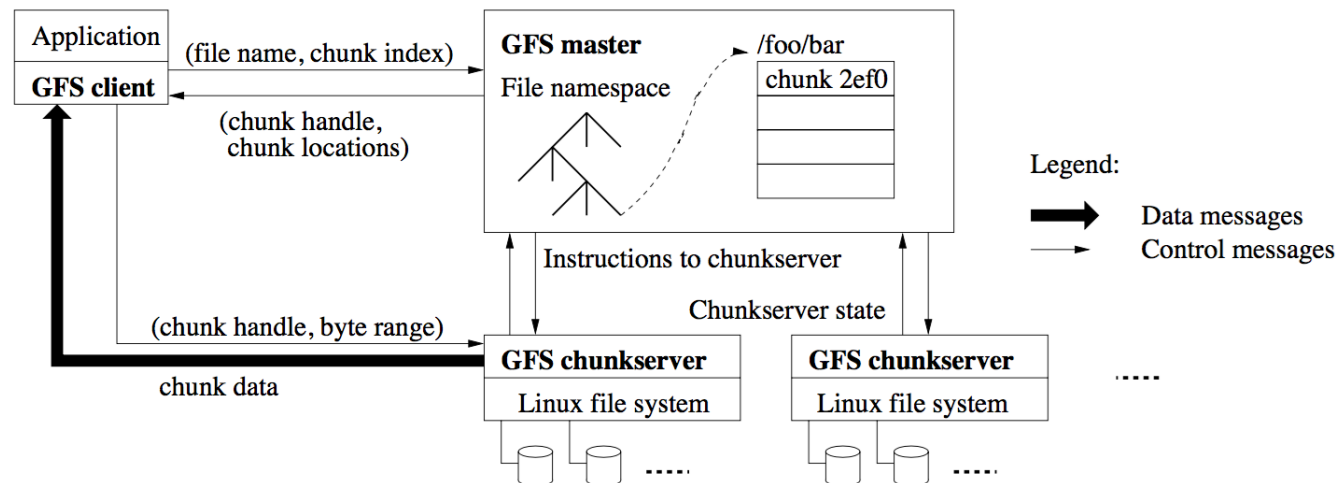 Application
GFS client
(file name, chunk index)
(chunk handle,
chunk locations)
GFS master
File namespace
/foo/bar
chunk 2ef0
Legend:
Data messages
Control messages
Instructions to chunkserver
Chunkserver state
(chunk handle, byte range)
chunk data
GFS chunkserver
Linux file system
GFS chunkserver
Linux file system